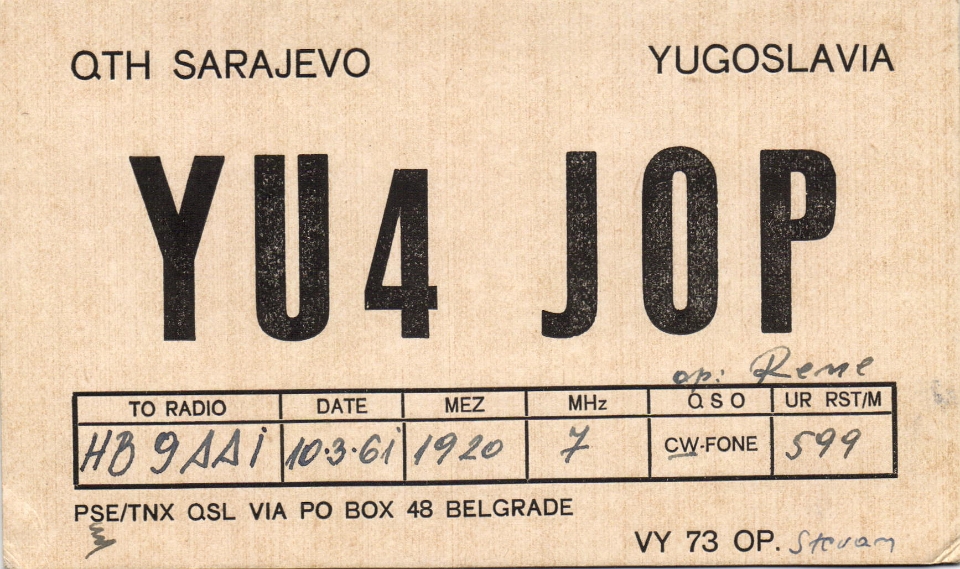 QTH SARAJEVO YUGOSLAVIA
YU4 JOP
op: Rene
TO RADIO DATE MEZ MHz QSO UR RST/M
HB9AAI 10.3.61 1920 7 CW-FONE 599
PSE/TNX QSL VIA PO BOX 48 BELGRADE
VY 73 OP. Stevan